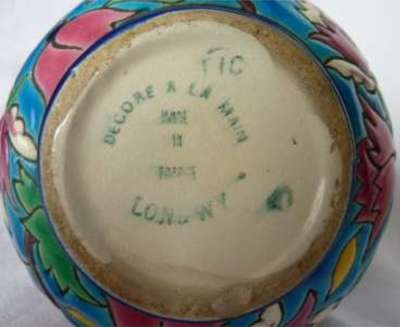 TIC
DECORE A LA MAIN
MADE
IN
FRANCE
LONGWY